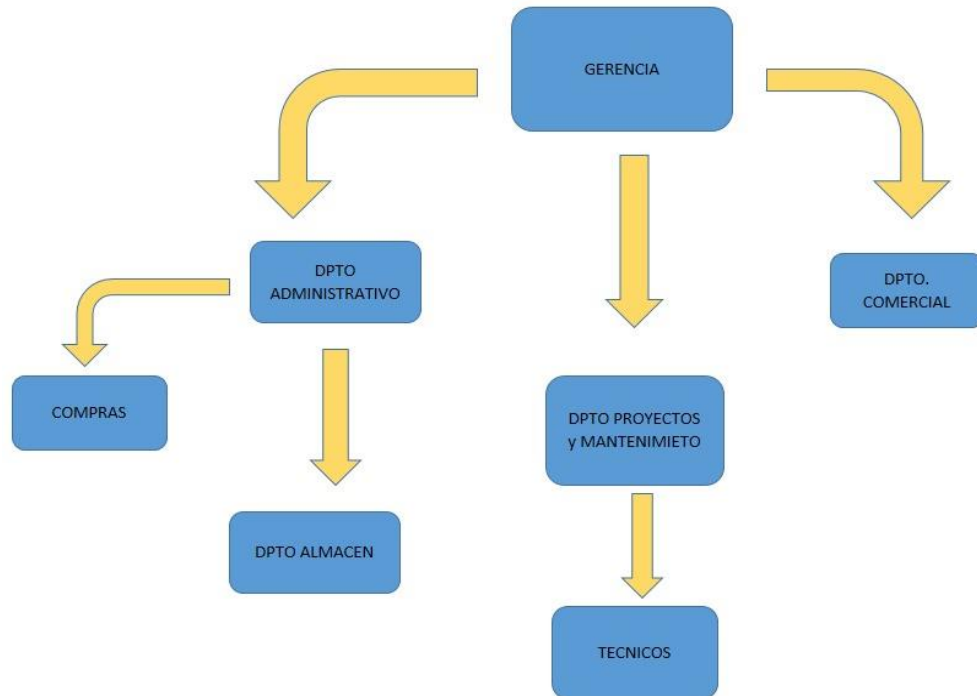 GERENCIA
DPTO
ADMINISTRATIVO
DPTO.
COMERCIAL
COMPRAS
DPTO PROYECTOS
y MANTENIMIETO
DPTO ALMACEN
TECNICOS